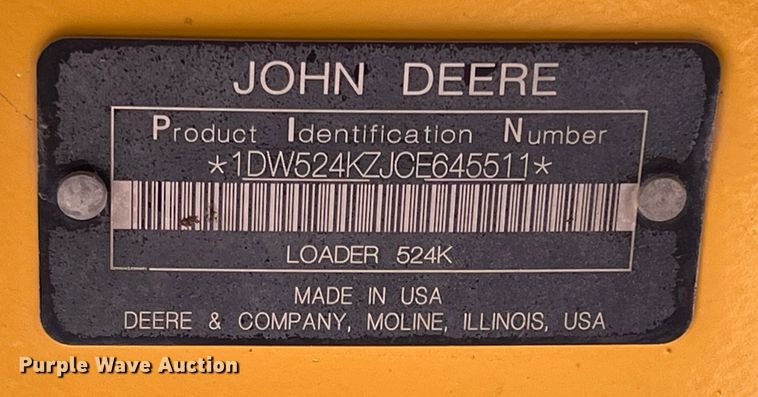 JOHN DEERE
Product Identification Number
*1DW524KZJCE645511*
LOADER 524K
MADE IN USA
DEERE & COMPANY, MOLINE, ILLINOIS, USA
Purple Wave Auction